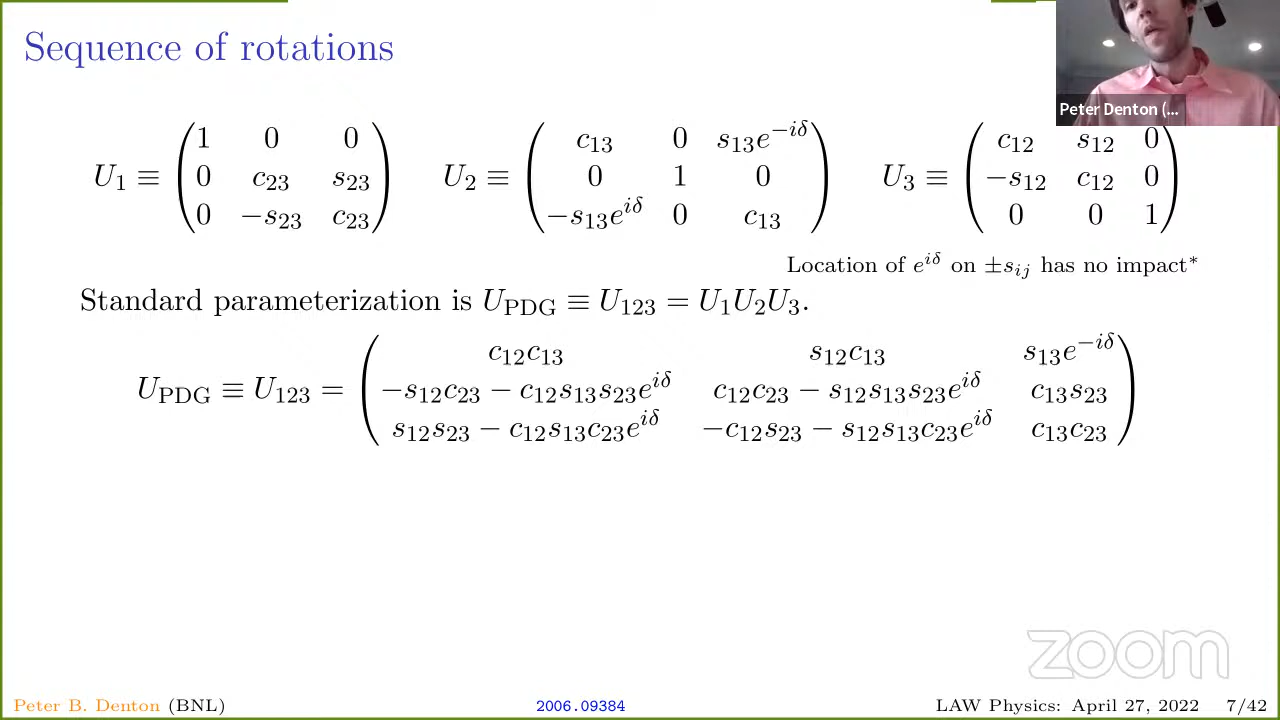 Sequence of rotations
Peter Denton (...
U₁ ≡ ( 1 0 0 ; 0 c₂₃ s₂₃ ; 0 −s₂₃ c₂₃ ) U₂ ≡ ( c₁₃ 0 s₁₃e^{−iδ} ; 0 1 0 ; −s₁₃e^{iδ} 0 c₁₃ ) U₃ ≡ ( c₁₂ s₁₂ 0 ; −s₁₂ c₁₂ 0 ; 0 0 1 )
Location of e^{iδ} on ±s_{ij} has no impact*
Standard parameterization is U_PDG ≡ U₁₂₃ = U₁U₂U₃.
U_PDG ≡ U₁₂₃ = ( c₁₂c₁₃ s₁₂c₁₃ s₁₃e^{−iδ} ; −s₁₂c₂₃ − c₁₂s₁₃s₂₃e^{iδ} c₁₂c₂₃ − s₁₂s₁₃s₂₃e^{iδ} c₁₃s₂₃ ; s₁₂s₂₃ − c₁₂s₁₃c₂₃e^{iδ} −c₁₂s₂₃ − s₁₂s₁₃c₂₃e^{iδ} c₁₃c₂₃ )
zoom
Peter B. Denton (BNL) 2006.09384 LAW Physics: April 27, 2022 7/42